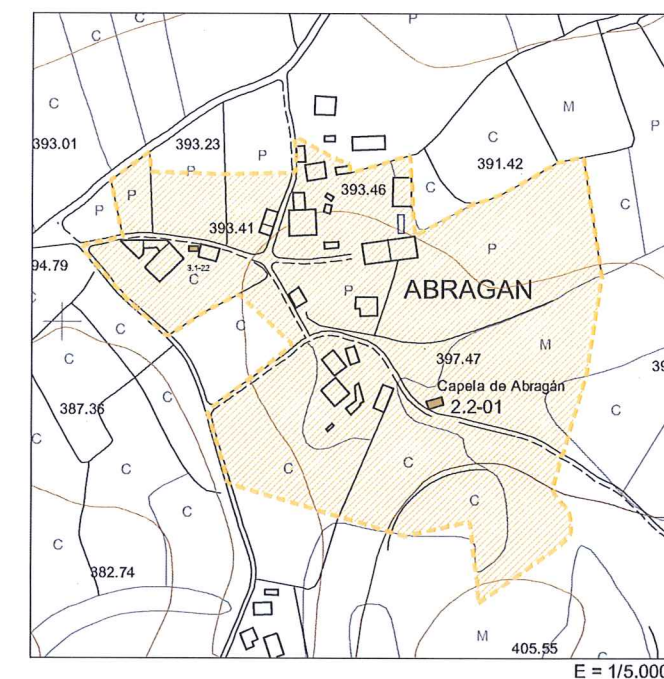 P
C
C
M
C
P
393.01
393.23
C
P
391.42
P
393.46
P
C
P
C
393.41
P
94.79
3.1-22
C
P
ABRAGAN
C
C
M
397.47
C
39
Capela de Abragán
387.36
C
2.2-01
C
C
C
C
C
C
C
382.74
M
405.55
C
E = 1/5.000